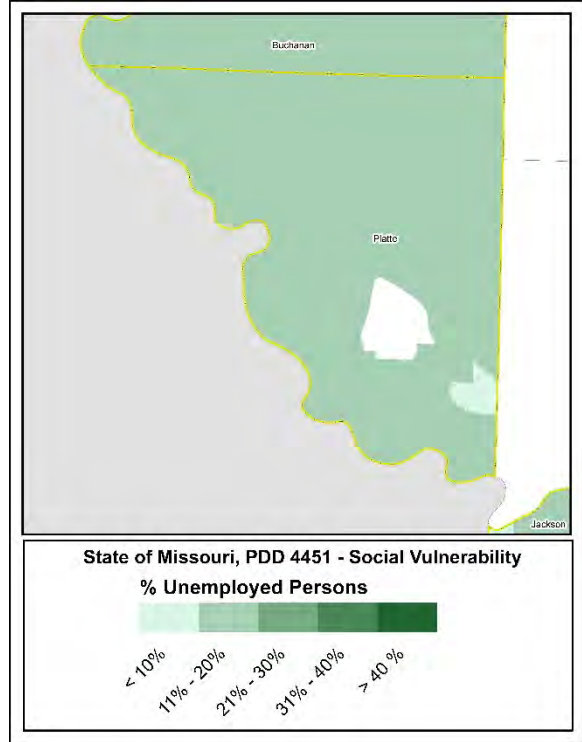 Buchanan
Platte
Jackson
State of Missouri, PDD 4451 - Social Vulnerability
% Unemployed Persons
< 10%
11% - 20%
21% - 30%
31% - 40%
> 40 %